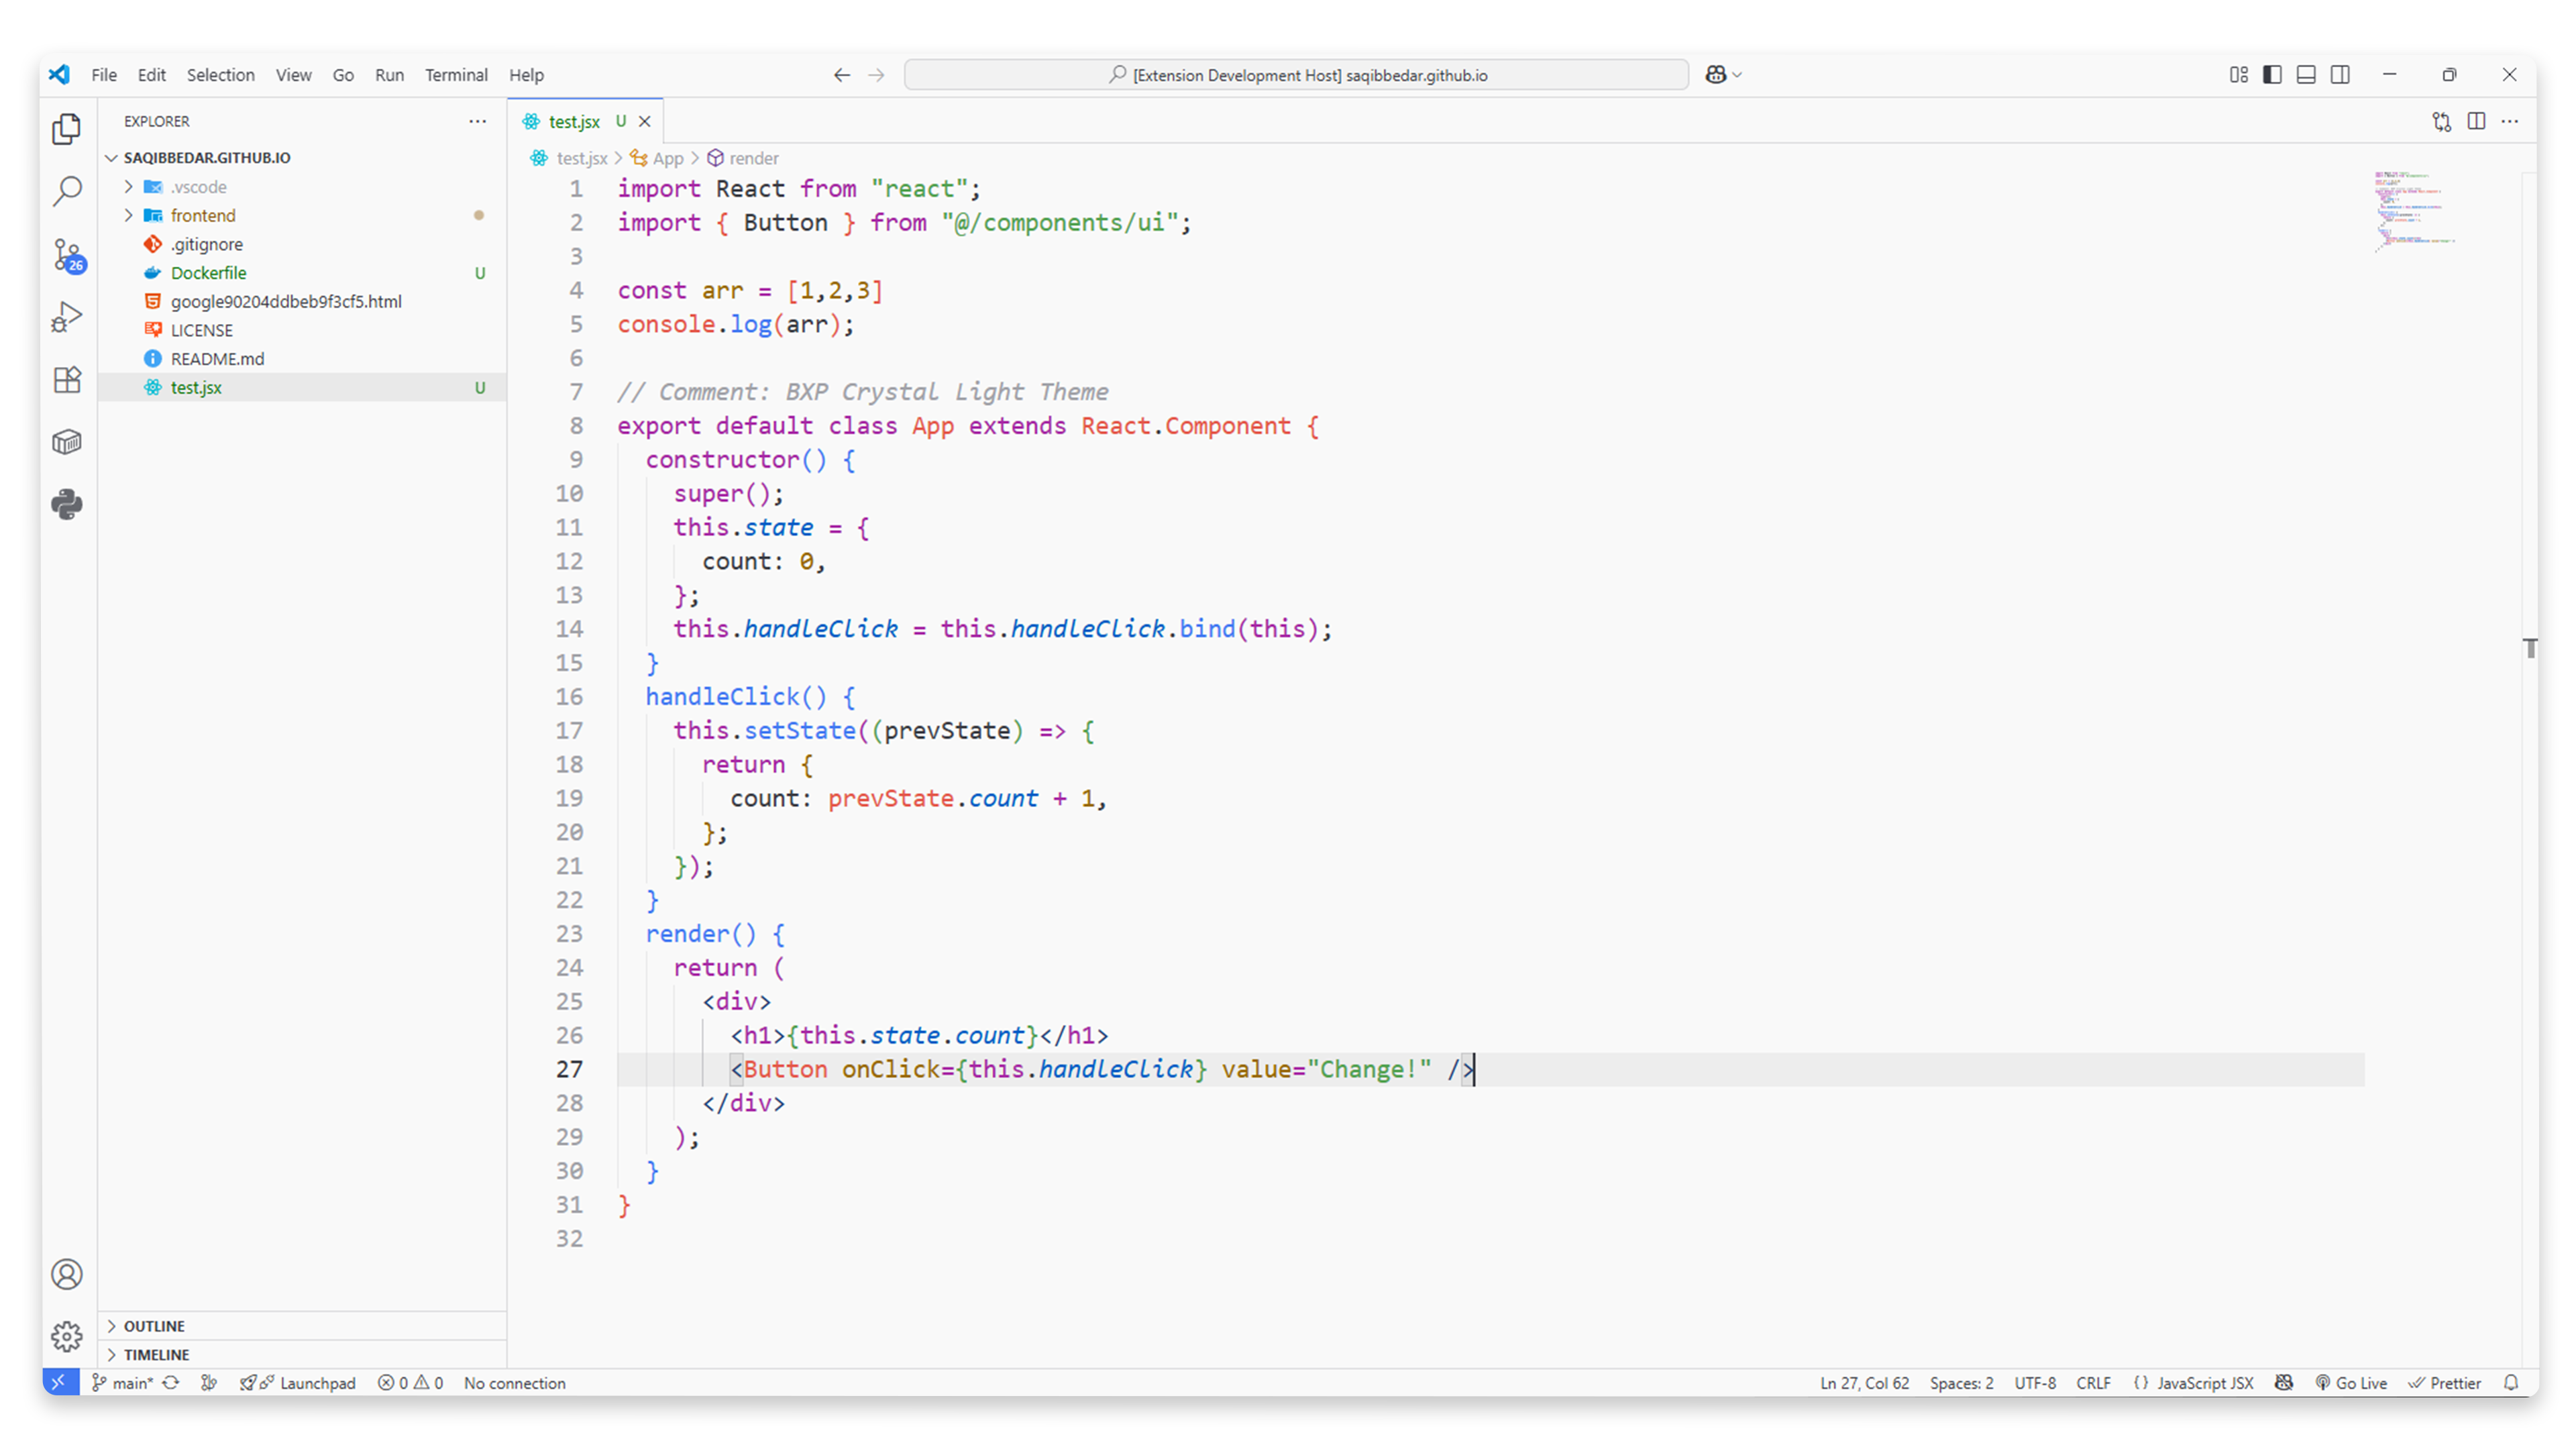 File Edit Selection View Go Run Terminal Help [Extension Development Host] saqibbedar.github.io
EXPLORER
SAQIBBEDAR.GITHUB.IO
.vscode
frontend
.gitignore
Dockerfile U
google90204ddbeb9f3cf5.html
LICENSE
README.md
test.jsx U
OUTLINE
TIMELINE
26
test.jsx U
test.jsx > App > render
1 import React from "react";
2 import { Button } from "@/components/ui";
3
4 const arr = [1,2,3]
5 console.log(arr);
6
7 // Comment: BXP Crystal Light Theme
8 export default class App extends React.Component {
9   constructor() {
10     super();
11     this.state = {
12       count: 0,
13     };
14     this.handleClick = this.handleClick.bind(this);
15   }
16   handleClick() {
17     this.setState((prevState) => {
18       return {
19         count: prevState.count + 1,
20       };
21     });
22   }
23   render() {
24     return (
25       <div>
26         <h1>{this.state.count}</h1>
27         <Button onClick={this.handleClick} value="Change!" />
28       </div>
29     );
30   }
31 }
32
main* Launchpad 0 0 No connection Ln 27, Col 62 Spaces: 2 UTF-8 CRLF {} JavaScript JSX Go Live Prettier